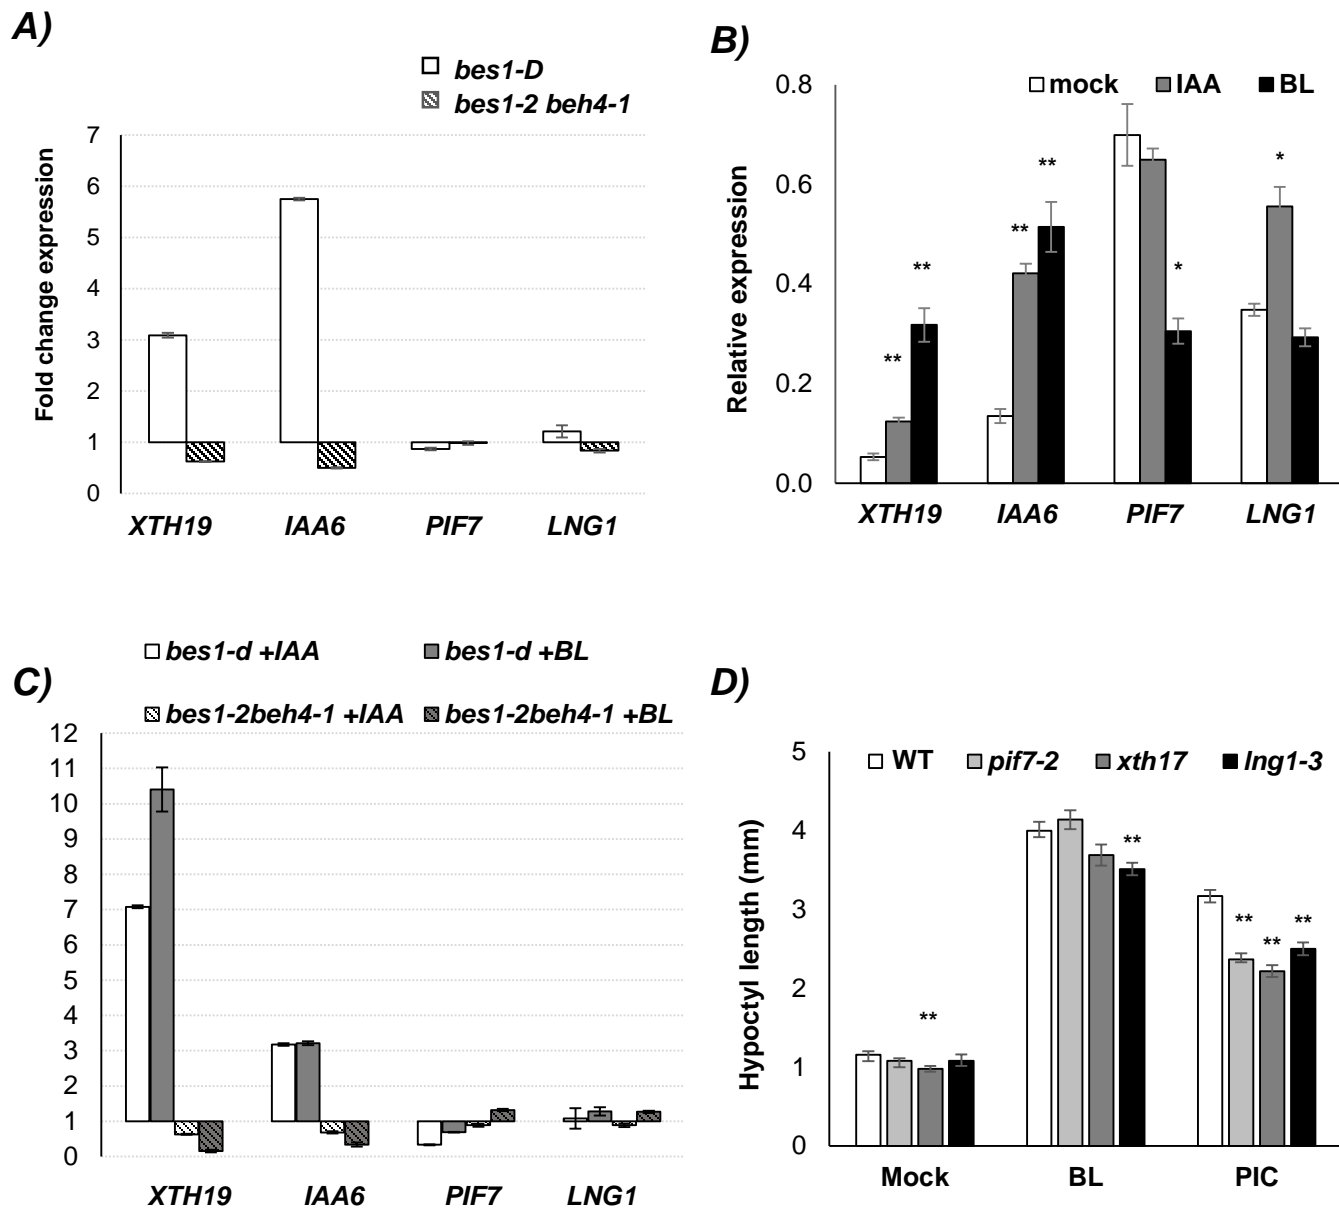 A)
bes1-D
bes1-2 beh4-1
Fold change expression
7
6
5
4
3
2
1
0
XTH19 IAA6 PIF7 LNG1
B)
mock IAA BL
Relative expression
0.8
0.6
0.4
0.2
0.0
** ** ** ** * *
XTH19 IAA6 PIF7 LNG1
C)
bes1-d +IAA bes1-d +BL
bes1-2beh4-1 +IAA bes1-2beh4-1 +BL
12
11
10
9
8
7
6
5
4
3
2
1
0
XTH19 IAA6 PIF7 LNG1
D)
WT pif7-2 xth17 lng1-3
Hypoctyl length (mm)
5
4
3
2
1
0
** ** ** ** **
Mock BL PIC